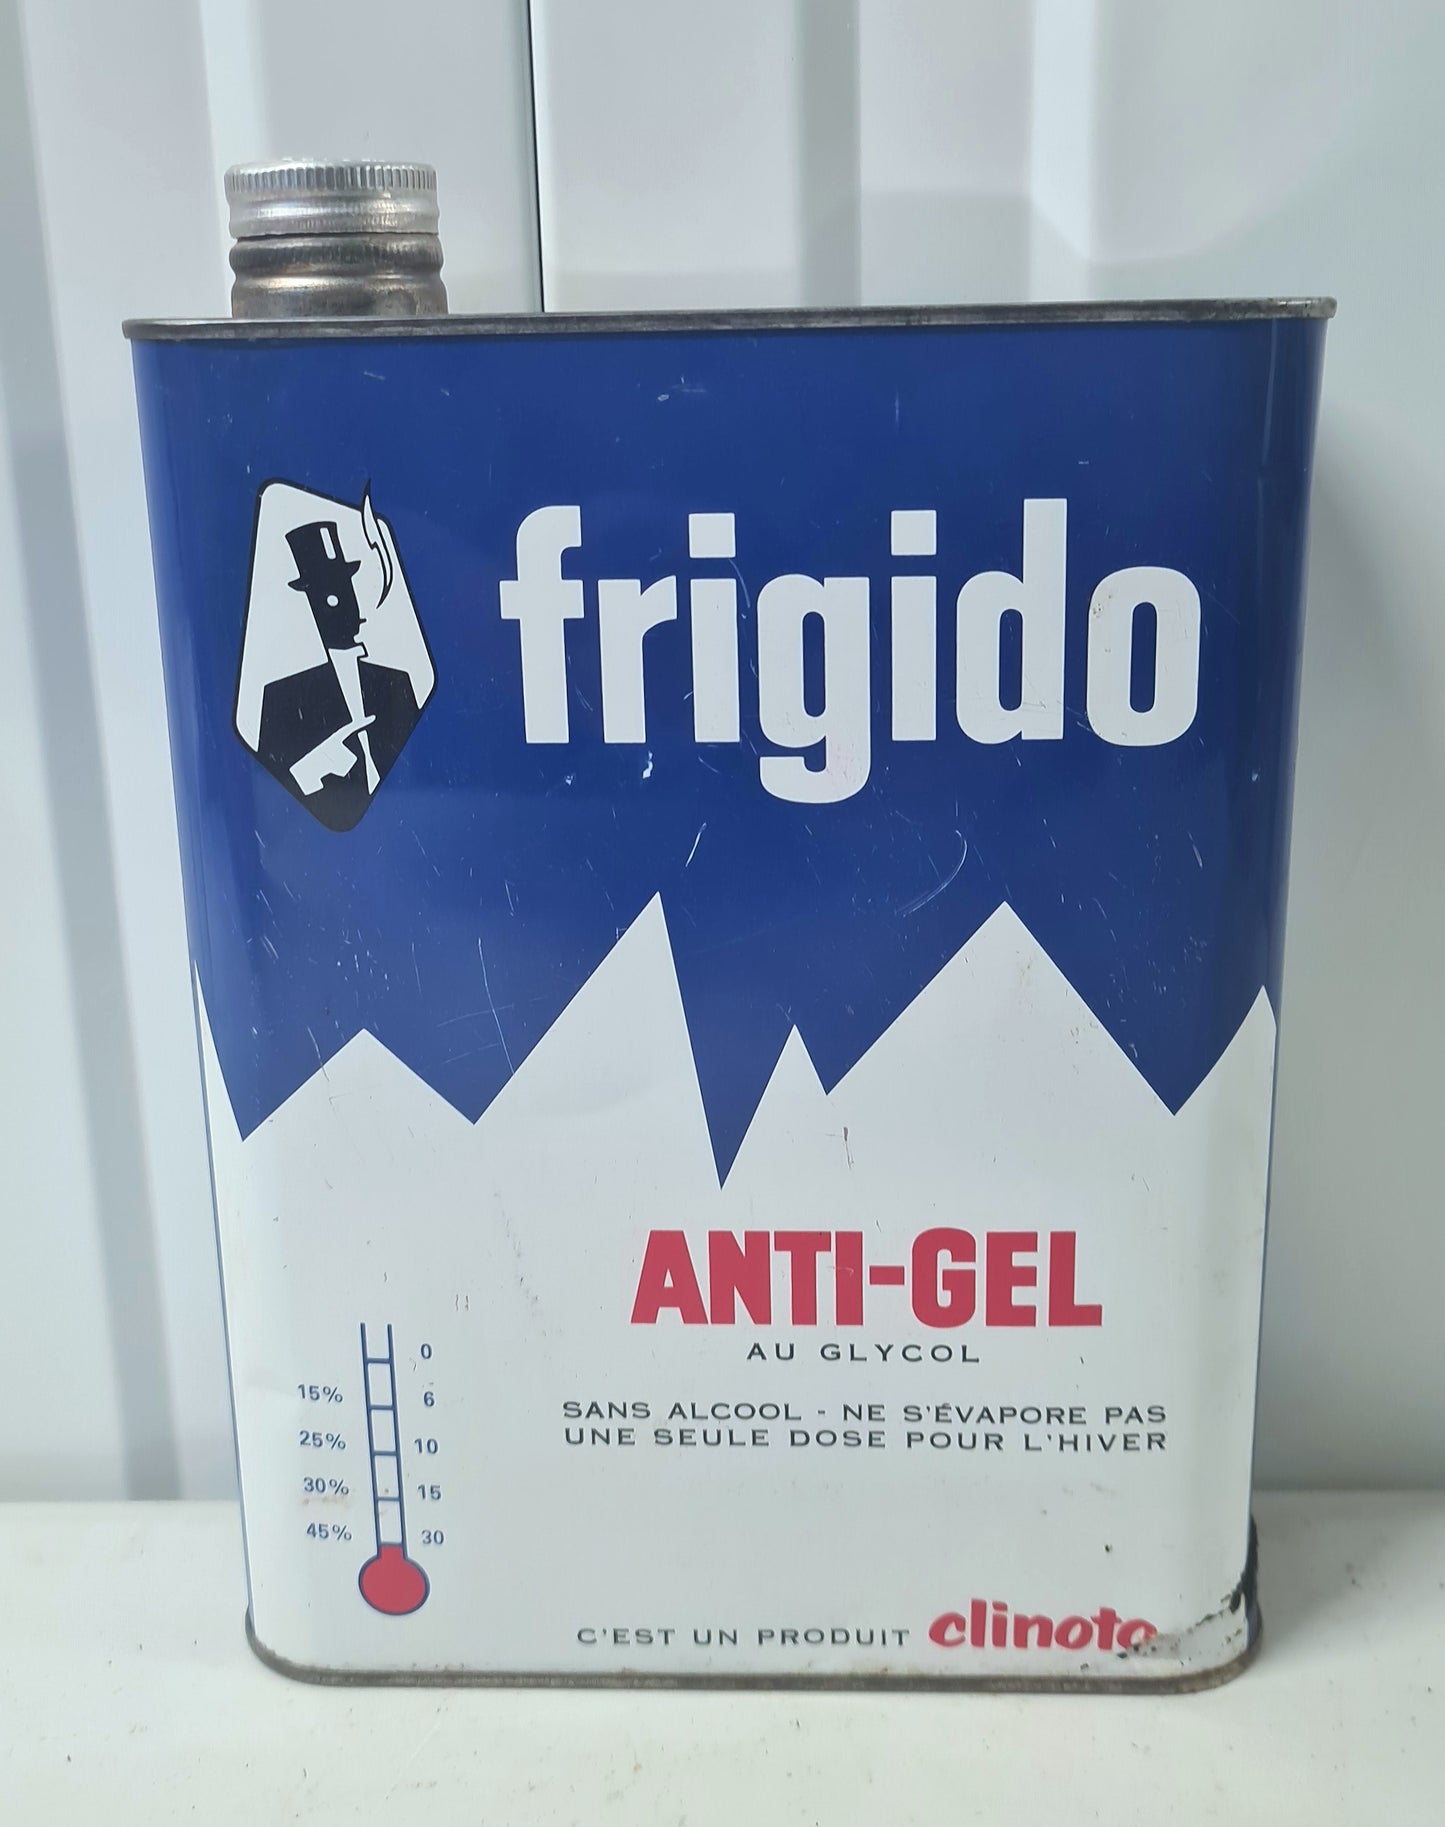 frigido
ANTI-GEL
AU GLYCOL
SANS ALCOOL - NE S'ÉVAPORE PAS
UNE SEULE DOSE POUR L'HIVER
0
15% 6
25% 10
30% 15
45% 30
C'EST UN PRODUIT clinoto